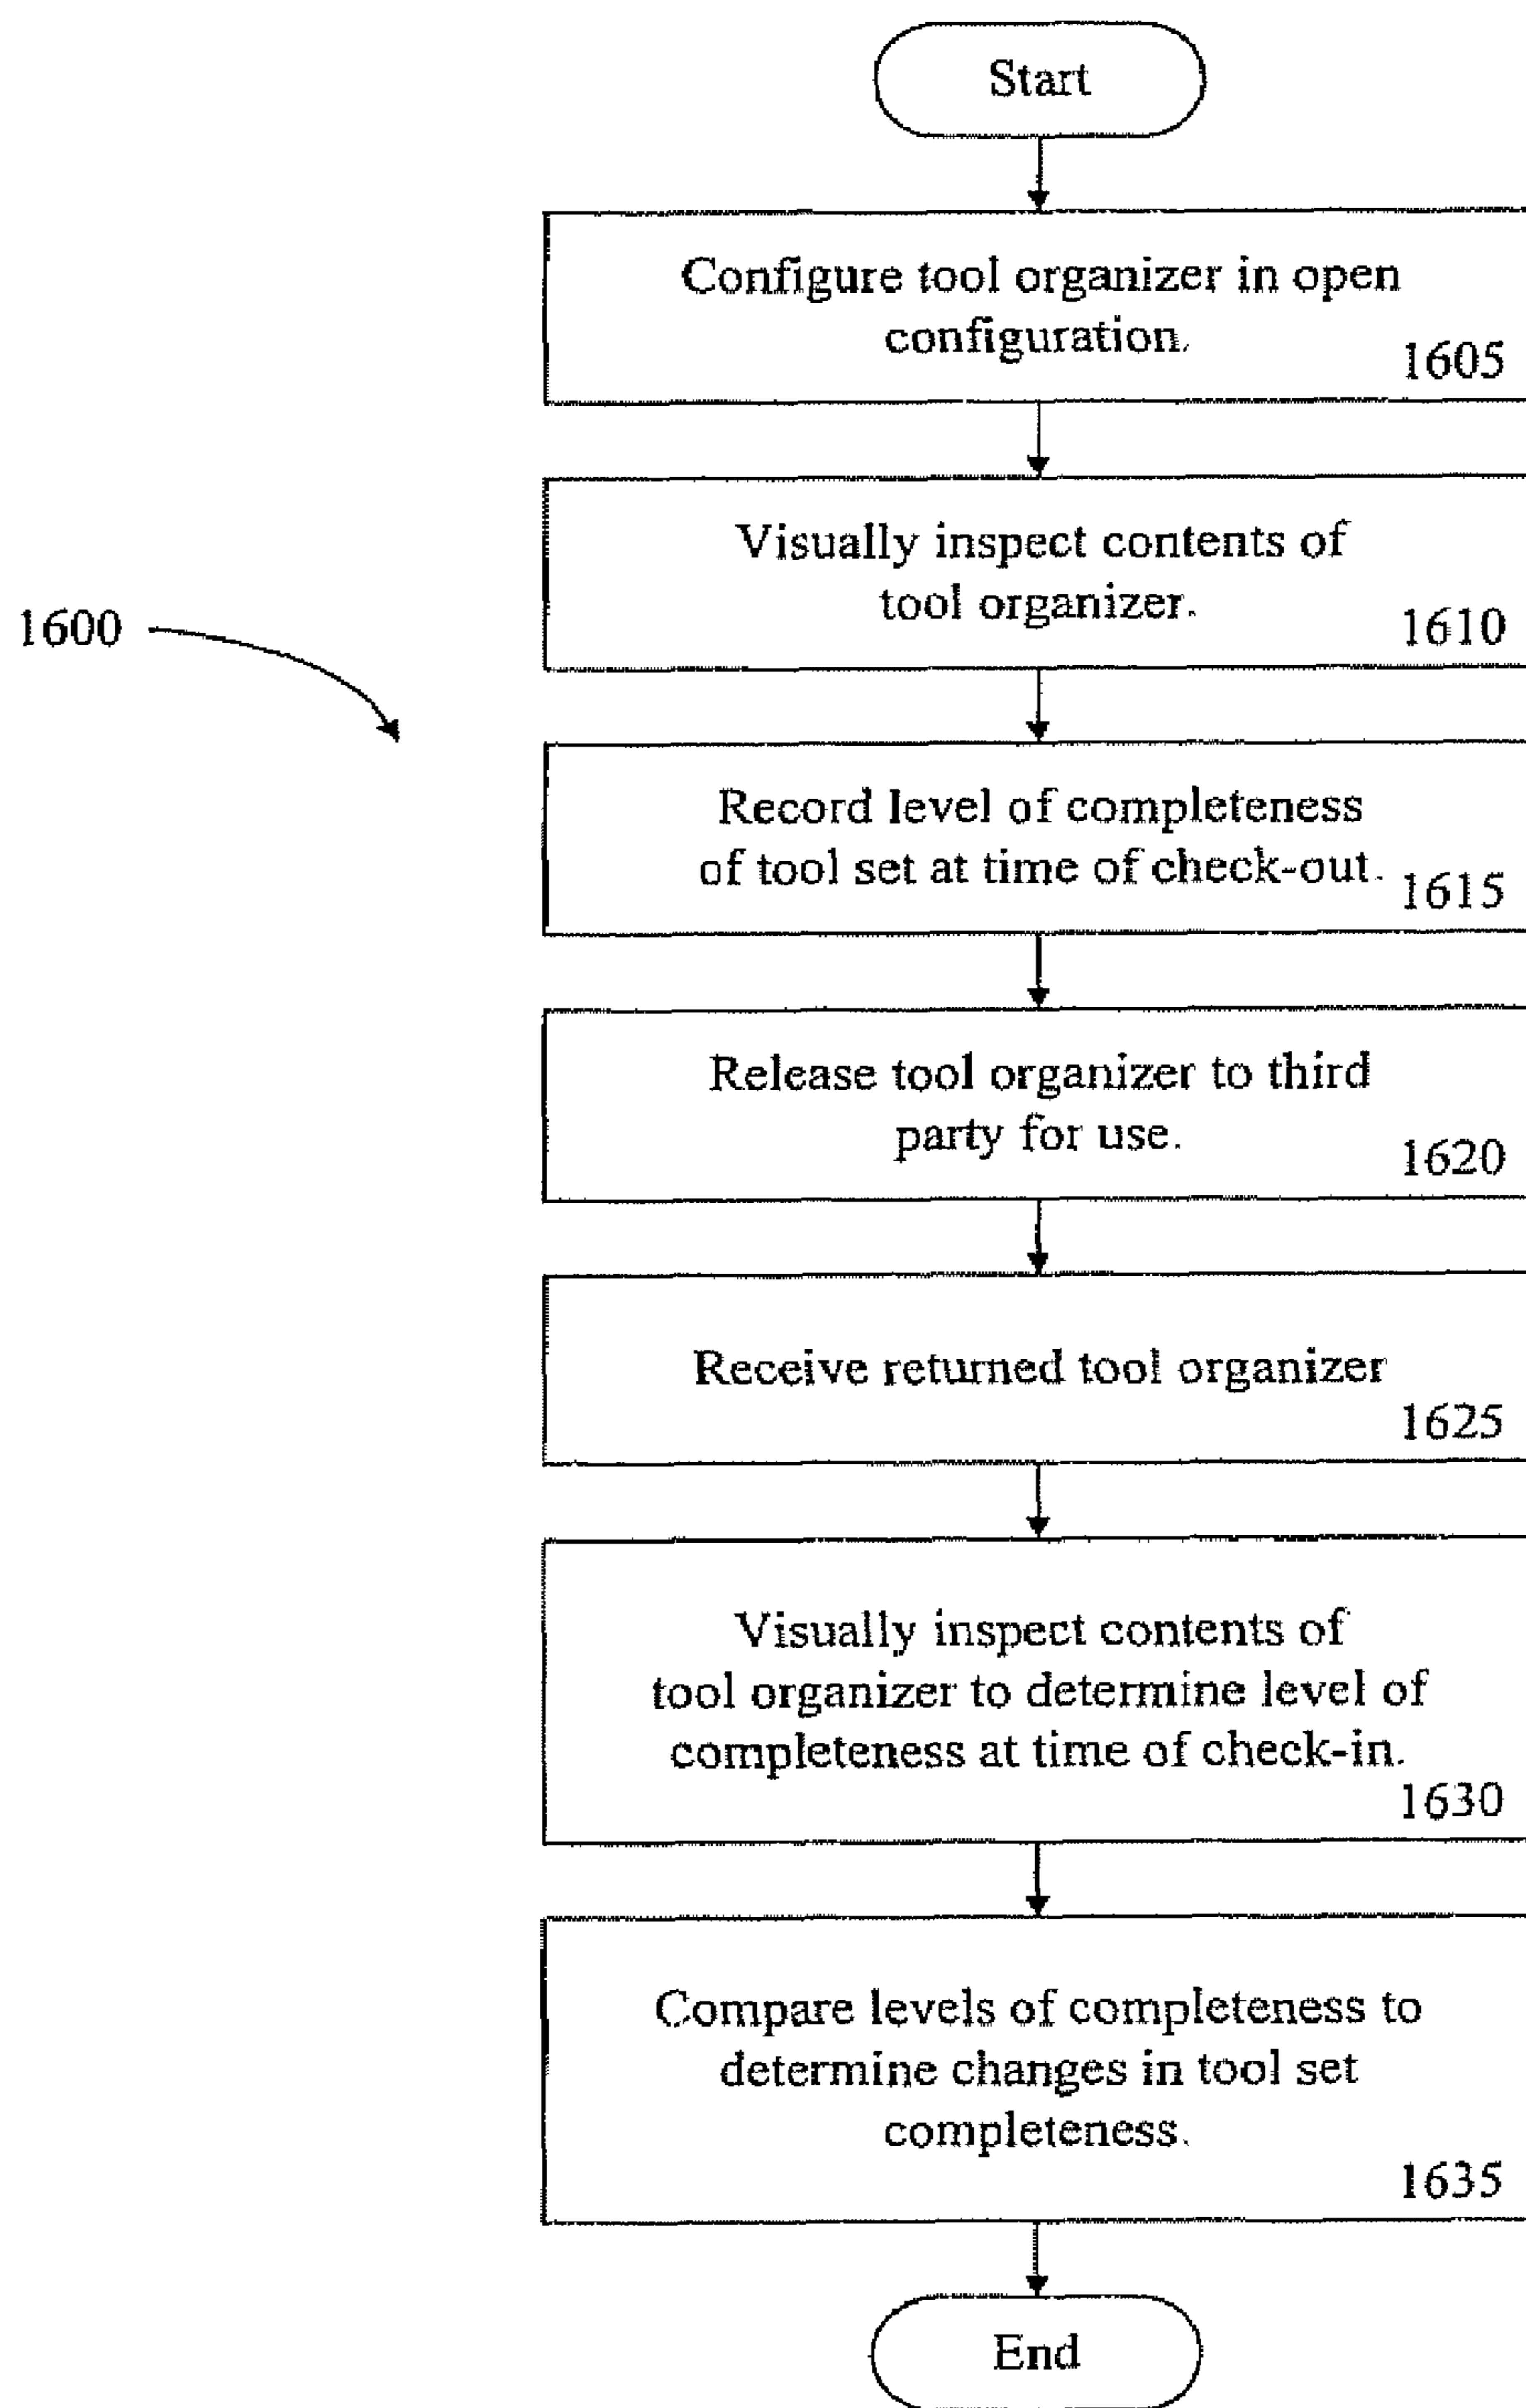 Start
Configure tool organizer in open
configuration.
1605
Visually inspect contents of
tool organizer.
1610
1600
Record level of completeness
of tool set at time of check-out.
1615
Release tool organizer to third
party for use.
1620
Receive returned tool organizer
1625
Visually inspect contents of
tool organizer to determine level of
completeness at time of check-in.
1630
Compare levels of completeness to
determine changes in tool set
completeness.
1635
End